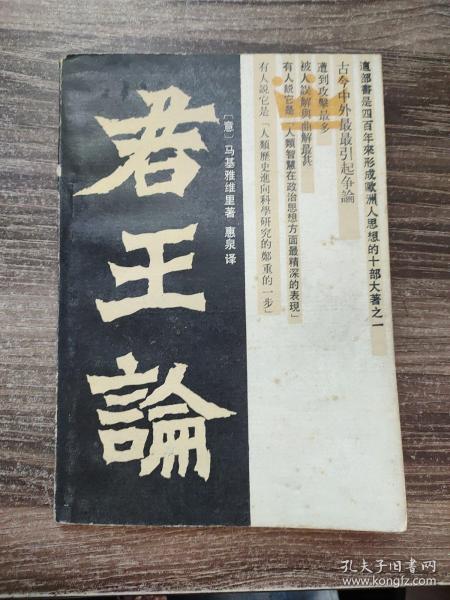 這部書是四百年來形成歐洲人思想的十部大著之一
古今中外最最引起争論
遭到攻擊最多
被人誤解與曲解最甚
有人說它是「人類智慧在政治思想方面最精深的表現」
有人說它是「人類歷史進向科學研究的鄭重的一步」
〔意〕马基雅维里著 惠泉译
君王論
孔夫子旧书网
www.kongfz.com